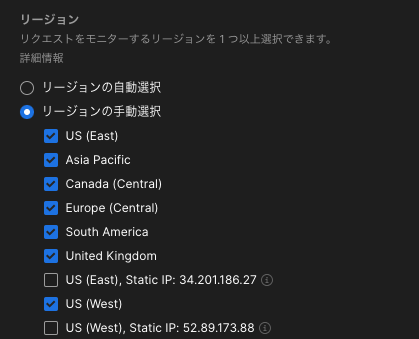 リージョン
リクエストをモニターするリージョンを１つ以上選択できます。
詳細情報
リージョンの自動選択
リージョンの手動選択
US (East)
Asia Pacific
Canada (Central)
Europe (Central)
South America
United Kingdom
US (East), Static IP: 34.201.186.27
US (West)
US (West), Static IP: 52.89.173.88